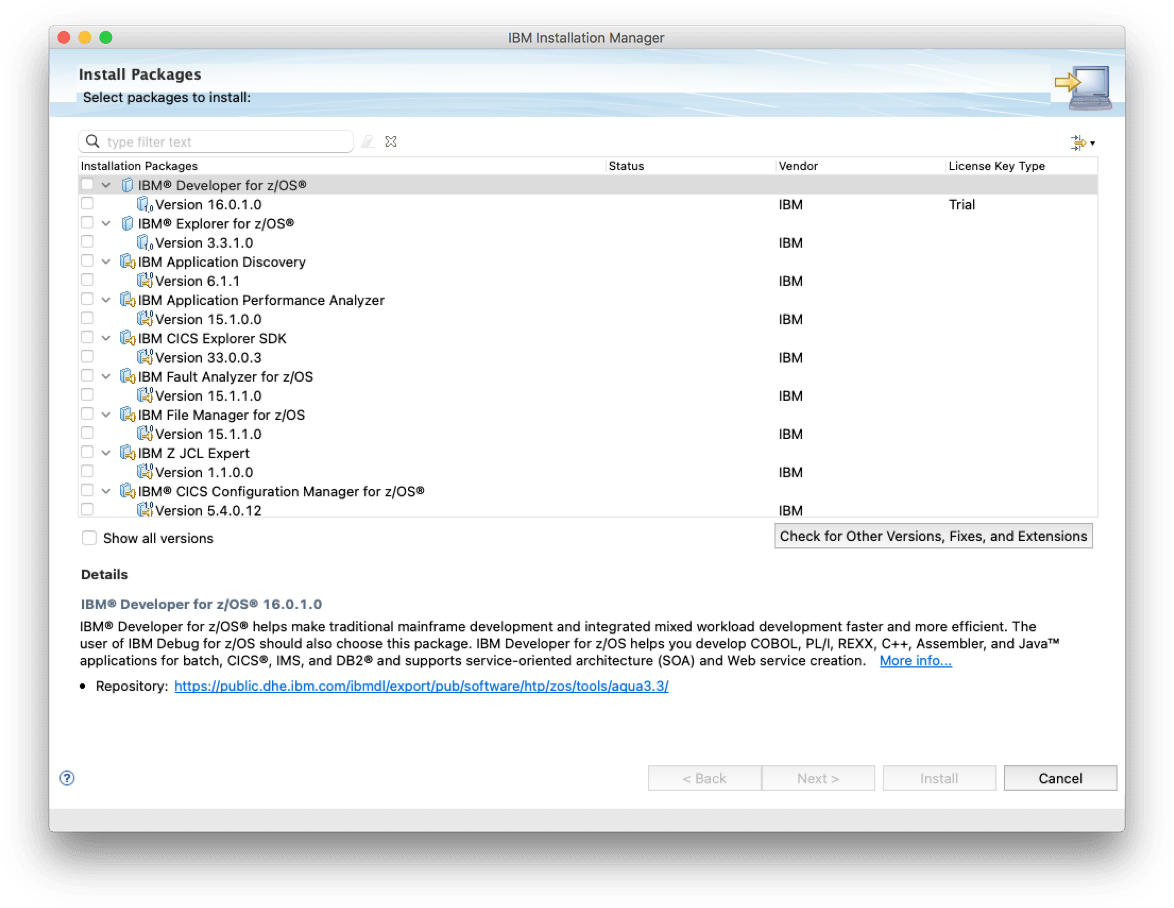 IBM Installation Manager
Install Packages
Select packages to install:
type filter text
Installation Packages Status Vendor License Key Type
IBM® Developer for z/OS®
Version 16.0.1.0 IBM Trial
IBM® Explorer for z/OS®
Version 3.3.1.0 IBM
IBM Application Discovery
Version 6.1.1 IBM
IBM Application Performance Analyzer
Version 15.1.0.0 IBM
IBM CICS Explorer SDK
Version 33.0.0.3 IBM
IBM Fault Analyzer for z/OS
Version 15.1.1.0 IBM
IBM File Manager for z/OS
Version 15.1.1.0 IBM
IBM Z JCL Expert
Version 1.1.0.0 IBM
IBM® CICS Configuration Manager for z/OS®
Version 5.4.0.12 IBM
Show all versions Check for Other Versions, Fixes, and Extensions
Details
IBM® Developer for z/OS® 16.0.1.0
IBM® Developer for z/OS® helps make traditional mainframe development and integrated mixed workload development faster and more efficient. The
user of IBM Debug for z/OS should also choose this package. IBM Developer for z/OS helps you develop COBOL, PL/I, REXX, C++, Assembler, and Java™
applications for batch, CICS®, IMS, and DB2® and supports service-oriented architecture (SOA) and Web service creation. More info...
• Repository: https://public.dhe.ibm.com/ibmdl/export/pub/software/htp/zos/tools/aqua3.3/
? < Back Next > Install Cancel